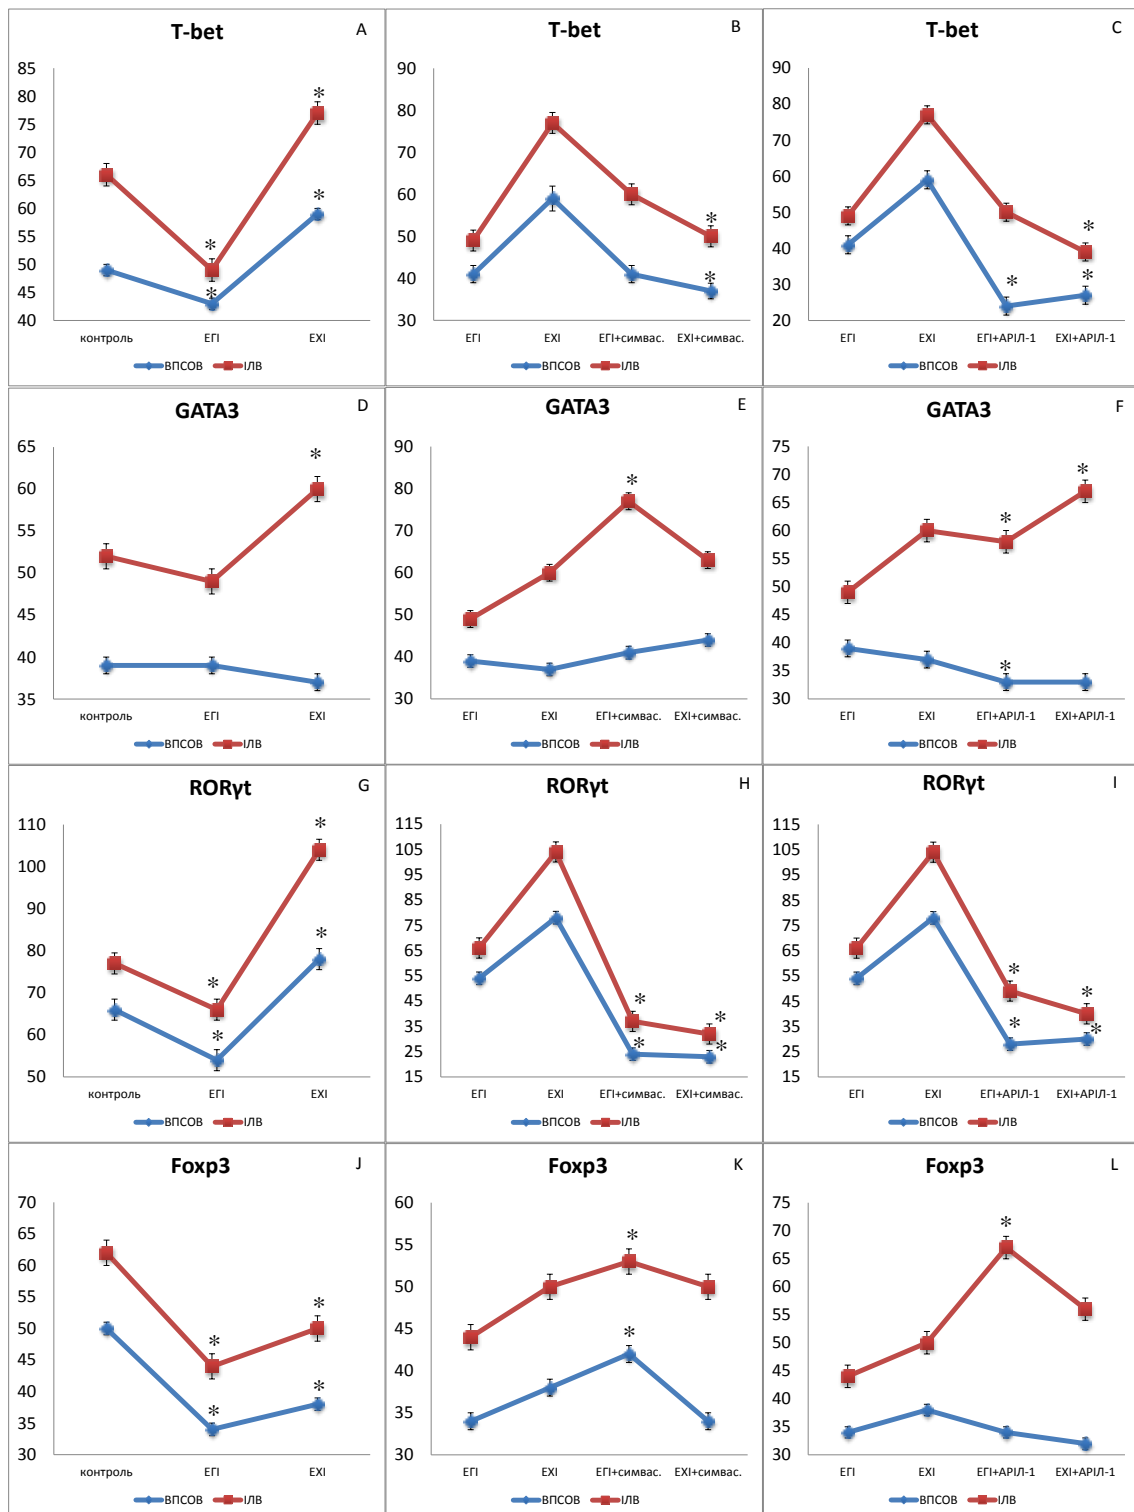 T-bet A
85
80
75
70
65
60
55
50
45
40
контроль ЕГІ ЕХІ
ВПСОВ ІЛВ
* * * *
T-bet B
90
80
70
60
50
40
30
ЕГІ ЕХІ ЕГІ+симвас. ЕХІ+симвас.
ВПСОВ ІЛВ
* *
T-bet C
90
80
70
60
50
40
30
20
ЕГІ ЕХІ ЕГІ+АРІЛ-1 ЕХІ+АРІЛ-1
ВПСОВ ІЛВ
* * *
GATA3 D
65
60
55
50
45
40
35
контроль ЕГІ ЕХІ
ВПСОВ ІЛВ
*
GATA3 E
90
80
70
60
50
40
30
ЕГІ ЕХІ ЕГІ+симвас. ЕХІ+симвас.
ВПСОВ ІЛВ
*
GATA3 F
75
70
65
60
55
50
45
40
35
30
ЕГІ ЕХІ ЕГІ+АРІЛ-1 ЕХІ+АРІЛ-1
ВПСОВ ІЛВ
* * *
RORγt G
110
100
90
80
70
60
50
контроль ЕГІ ЕХІ
ВПСОВ ІЛВ
* * * *
RORγt H
115
105
95
85
75
65
55
45
35
25
15
ЕГІ ЕХІ ЕГІ+симвас. ЕХІ+симвас.
ВПСОВ ІЛВ
* * * *
RORγt I
115
105
95
85
75
65
55
45
35
25
15
ЕГІ ЕХІ ЕГІ+АРІЛ-1 ЕХІ+АРІЛ-1
ВПСОВ ІЛВ
* * * *
Foxp3 J
70
65
60
55
50
45
40
35
30
контроль ЕГІ ЕХІ
ВПСОВ ІЛВ
* * * *
Foxp3 K
60
55
50
45
40
35
30
ЕГІ ЕХІ ЕГІ+симвас. ЕХІ+симвас.
ВПСОВ ІЛВ
* *
Foxp3 L
75
70
65
60
55
50
45
40
35
30
ЕГІ ЕХІ ЕГІ+АРІЛ-1 ЕХІ+АРІЛ-1
ВПСОВ ІЛВ
*